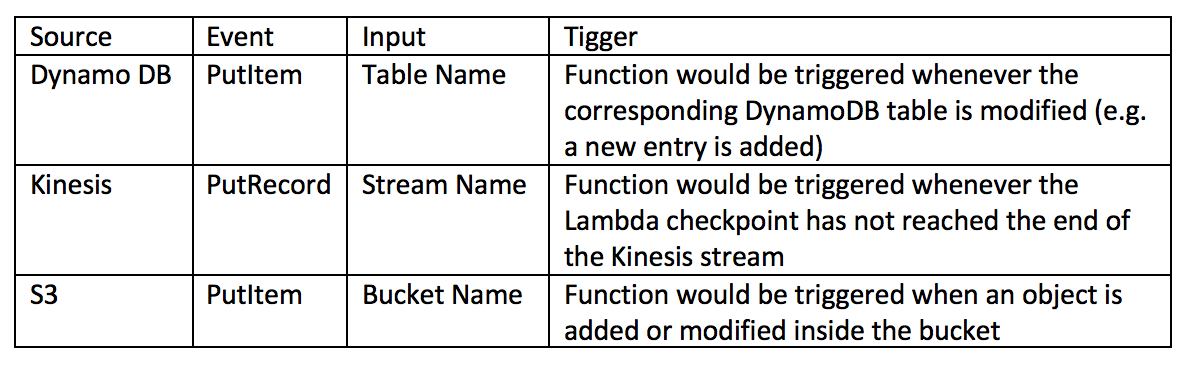 Source Event Input Tigger
Dynamo DB PutItem Table Name Function would be triggered whenever the
corresponding DynamoDB table is modified (e.g.
a new entry is added)
Kinesis PutRecord Stream Name Function would be triggered whenever the
Lambda checkpoint has not reached the end of
the Kinesis stream
S3 PutItem Bucket Name Function would be triggered when an object is
added or modified inside the bucket